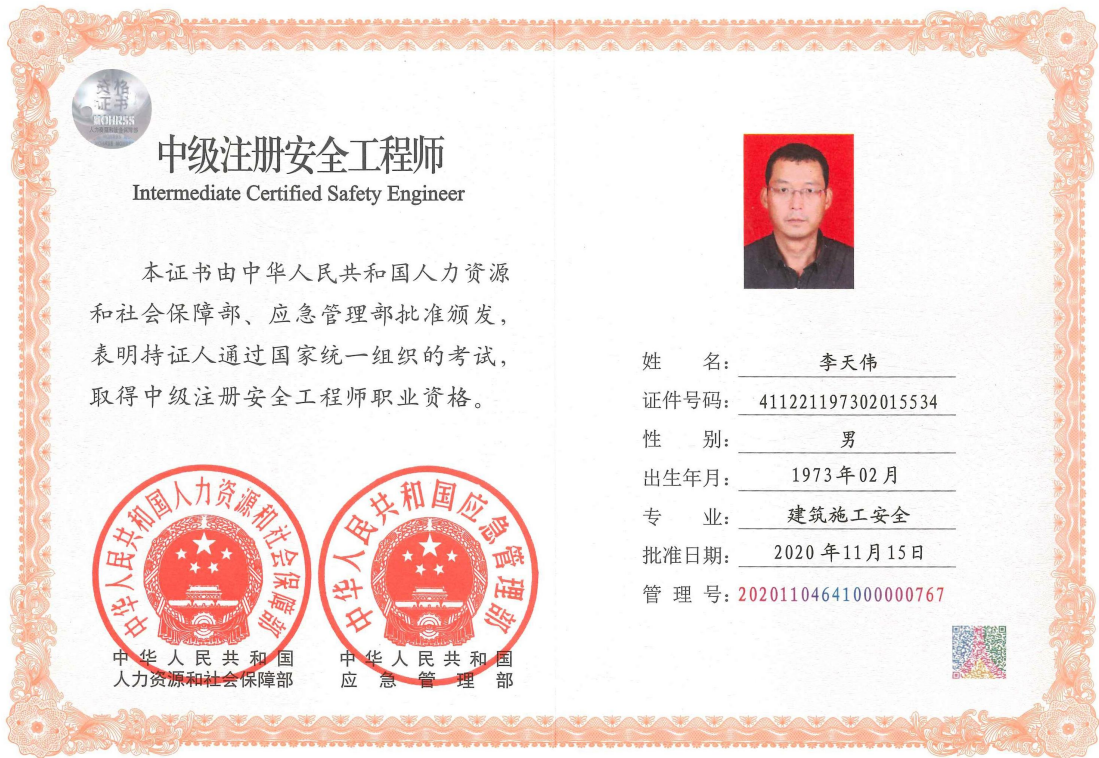 资格
证书
MOHRSS
中级注册安全工程师
Intermediate Certified Safety Engineer
本证书由中华人民共和国人力资源
和社会保障部、应急管理部批准颁发，
表明持证人通过国家统一组织的考试，
取得中级注册安全工程师职业资格。
中华人民共和国人力资源和社会保障部
中华人民共和国应急管理部
中华人民共和国
人力资源和社会保障部
中华人民共和国
应急管理部
姓名：李天伟
证件号码：411221197302015534
性别：男
出生年月：1973年02月
专业：建筑施工安全
批准日期：2020年11月15日
管理号：20201104641000000767